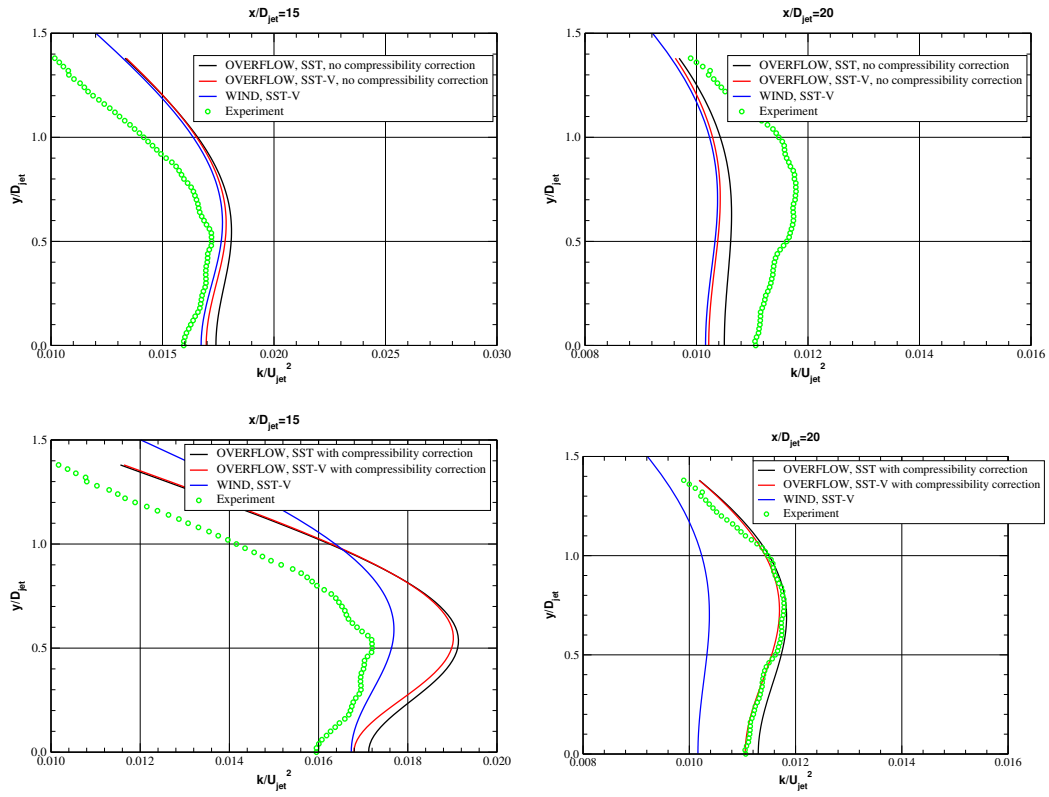 x/D_jet=15
1.5
1.0
0.5
0.0
y/D_jet
OVERFLOW, SST, no compressibility correction
OVERFLOW, SST-V, no compressibility correction
WIND, SST-V
Experiment
0.010 0.015 0.020 0.025 0.030
k/U_jet^2
x/D_jet=20
1.5
1.0
0.5
0.0
y/D_jet
OVERFLOW, SST, no compressibility correction
OVERFLOW, SST-V, no compressibility correction
WIND, SST-V
Experiment
0.008 0.010 0.012 0.014 0.016
k/U_jet^2
x/D_jet=15
1.5
1.0
0.5
0.0
y/D_jet
OVERFLOW, SST with compressibility correction
OVERFLOW, SST-V with compressibility correction
WIND, SST-V
Experiment
0.010 0.012 0.014 0.016 0.018 0.020
k/U_jet^2
x/D_jet=20
1.5
1.0
0.5
0.0
y/D_jet
OVERFLOW, SST with compressibility correction
OVERFLOW, SST-V with compressibility correction
WIND, SST-V
Experiment
0.010 0.012 0.014 0.016
k/U_jet^2